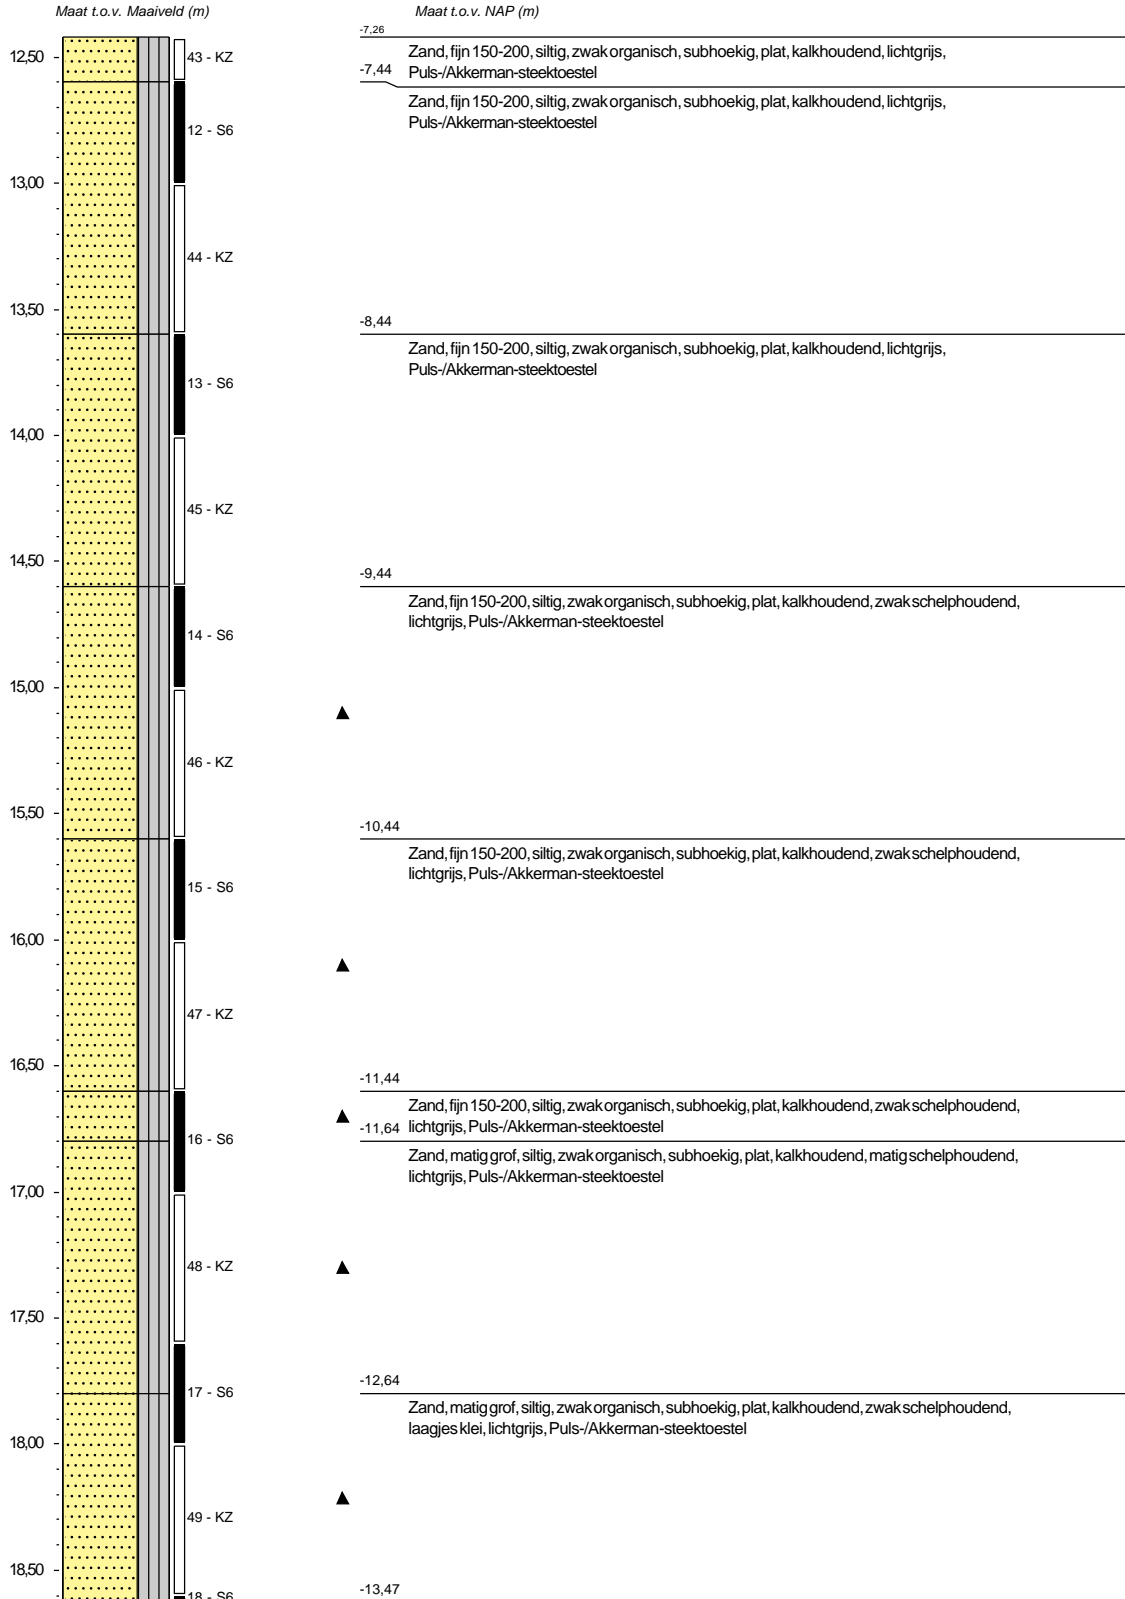 Maat t.o.v. Maaiveld (m)
Maat t.o.v. NAP (m)
-7,26
12,50
43 - KZ
Zand, fijn 150-200, siltig, zwak organisch, subhoekig, plat, kalkhoudend, lichtgrijs,
Puls-/Akkerman-steektoestel
-7,44
Zand, fijn 150-200, siltig, zwak organisch, subhoekig, plat, kalkhoudend, lichtgrijs,
Puls-/Akkerman-steektoestel
12 - S6
13,00
44 - KZ
13,50
-8,44
Zand, fijn 150-200, siltig, zwak organisch, subhoekig, plat, kalkhoudend, lichtgrijs,
Puls-/Akkerman-steektoestel
13 - S6
14,00
45 - KZ
14,50
-9,44
Zand, fijn 150-200, siltig, zwak organisch, subhoekig, plat, kalkhoudend, zwak schelphoudend,
lichtgrijs, Puls-/Akkerman-steektoestel
14 - S6
15,00
46 - KZ
15,50
-10,44
Zand, fijn 150-200, siltig, zwak organisch, subhoekig, plat, kalkhoudend, zwak schelphoudend,
lichtgrijs, Puls-/Akkerman-steektoestel
15 - S6
16,00
47 - KZ
16,50
-11,44
Zand, fijn 150-200, siltig, zwak organisch, subhoekig, plat, kalkhoudend, zwak schelphoudend,
lichtgrijs, Puls-/Akkerman-steektoestel
-11,64
16 - S6
Zand, matig grof, siltig, zwak organisch, subhoekig, plat, kalkhoudend, matig schelphoudend,
lichtgrijs, Puls-/Akkerman-steektoestel
17,00
48 - KZ
17,50
-12,64
17 - S6
Zand, matig grof, siltig, zwak organisch, subhoekig, plat, kalkhoudend, zwak schelphoudend,
laagjes klei, lichtgrijs, Puls-/Akkerman-steektoestel
18,00
49 - KZ
18,50
-13,47
18 - S6